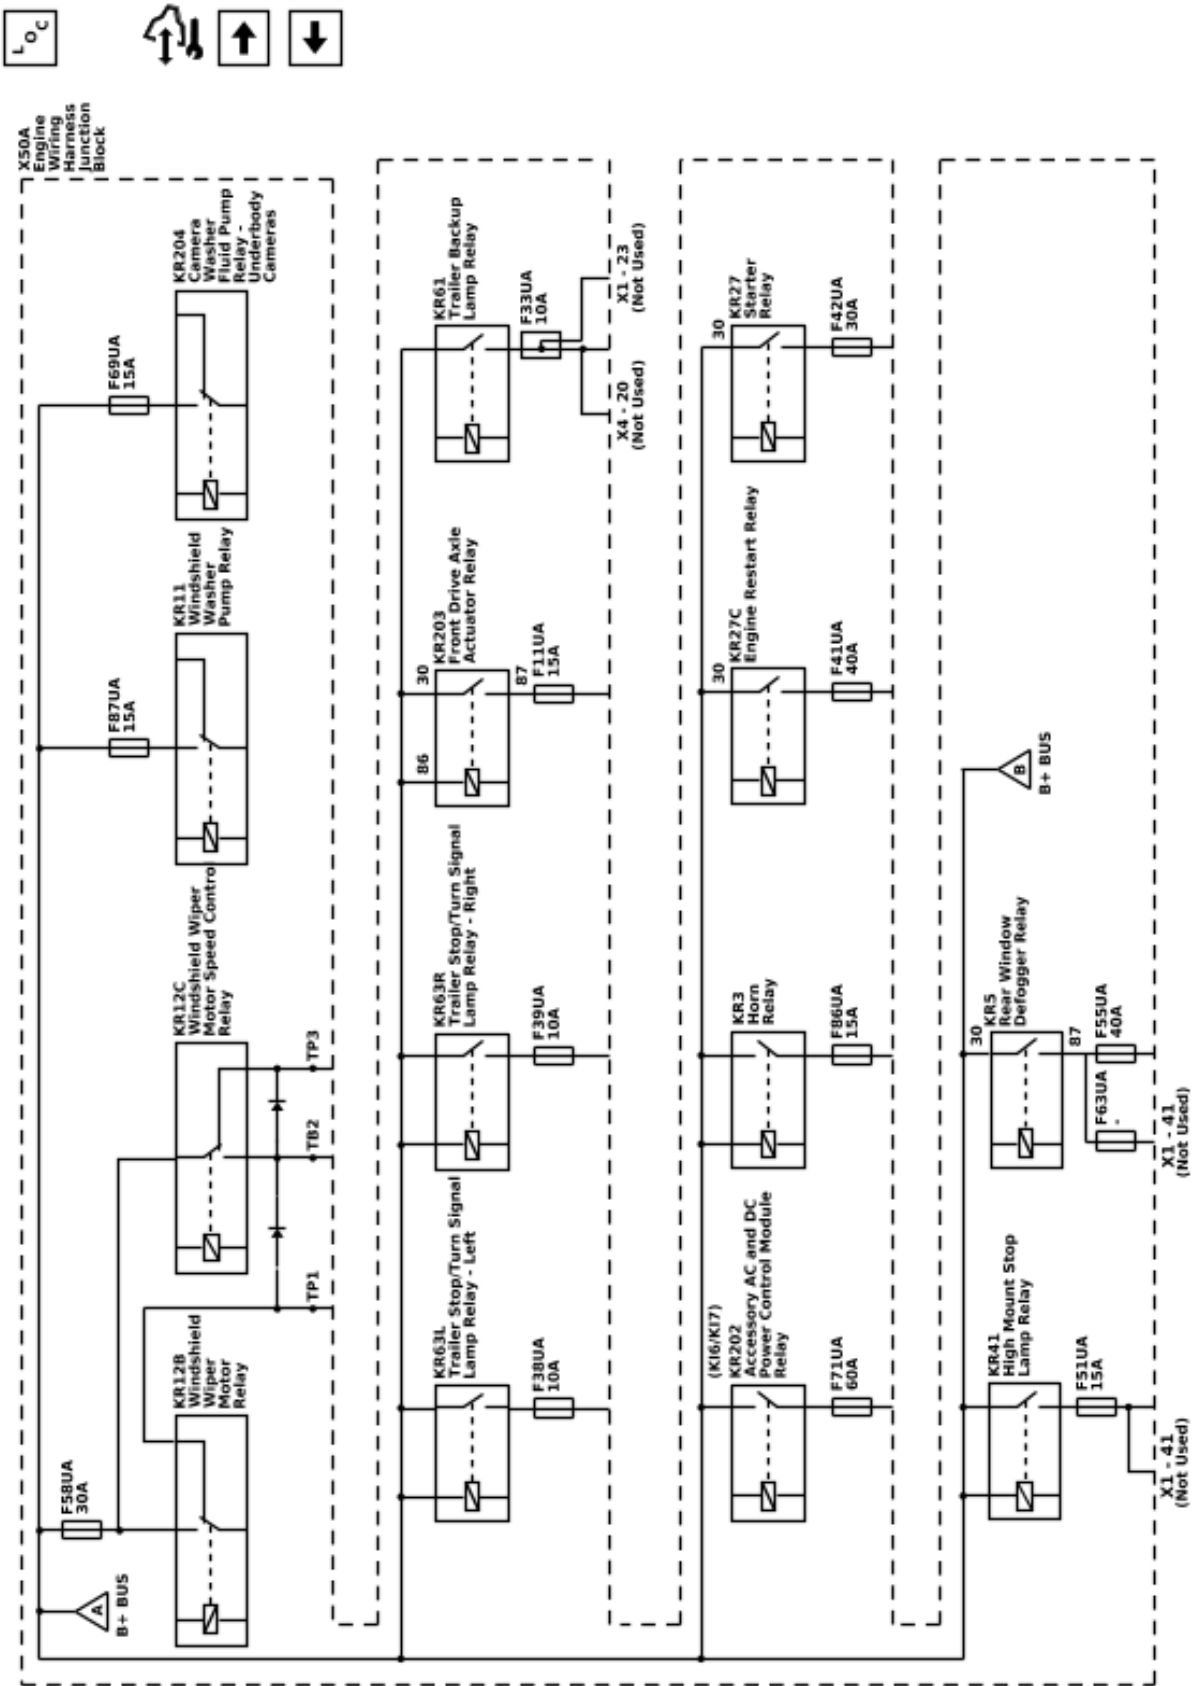 LOC
X50A
Engine
Wiring
Harness
Junction
Block
A
B+ BUS
F58UA
30A
KR12B
Windshield
Wiper
Motor
Relay
KR12C
Windshield Wiper
Motor Speed Control
Relay
TP1
TB2
TP3
F87UA
15A
KR11
Windshield
Washer
Pump Relay
F69UA
15A
KR204
Camera
Washer
Fluid Pump
Relay -
Underbody
Cameras
KR63L
Trailer Stop/Turn Signal
Lamp Relay - Left
F38UA
10A
KR63R
Trailer Stop/Turn Signal
Lamp Relay - Right
F39UA
10A
86
30
KR203
Front Drive Axle
Actuator Relay
87
F11UA
15A
KR61
Trailer Backup
Lamp Relay
F33UA
10A
X4 - 20
(Not Used)
X1 - 23
(Not Used)
(KI6/KI7)
KR202
Accessory AC and DC
Power Control Module
Relay
F71UA
60A
KR3
Horn
Relay
F86UA
15A
30
KR27C
Engine Restart Relay
F41UA
40A
30
KR27
Starter
Relay
F42UA
30A
KR41
High Mount Stop
Lamp Relay
F51UA
15A
X1 - 41
(Not Used)
30
KR5
Rear Window
Defogger Relay
87
F63UA
-
F55UA
40A
X1 - 41
(Not Used)
B
B+ BUS